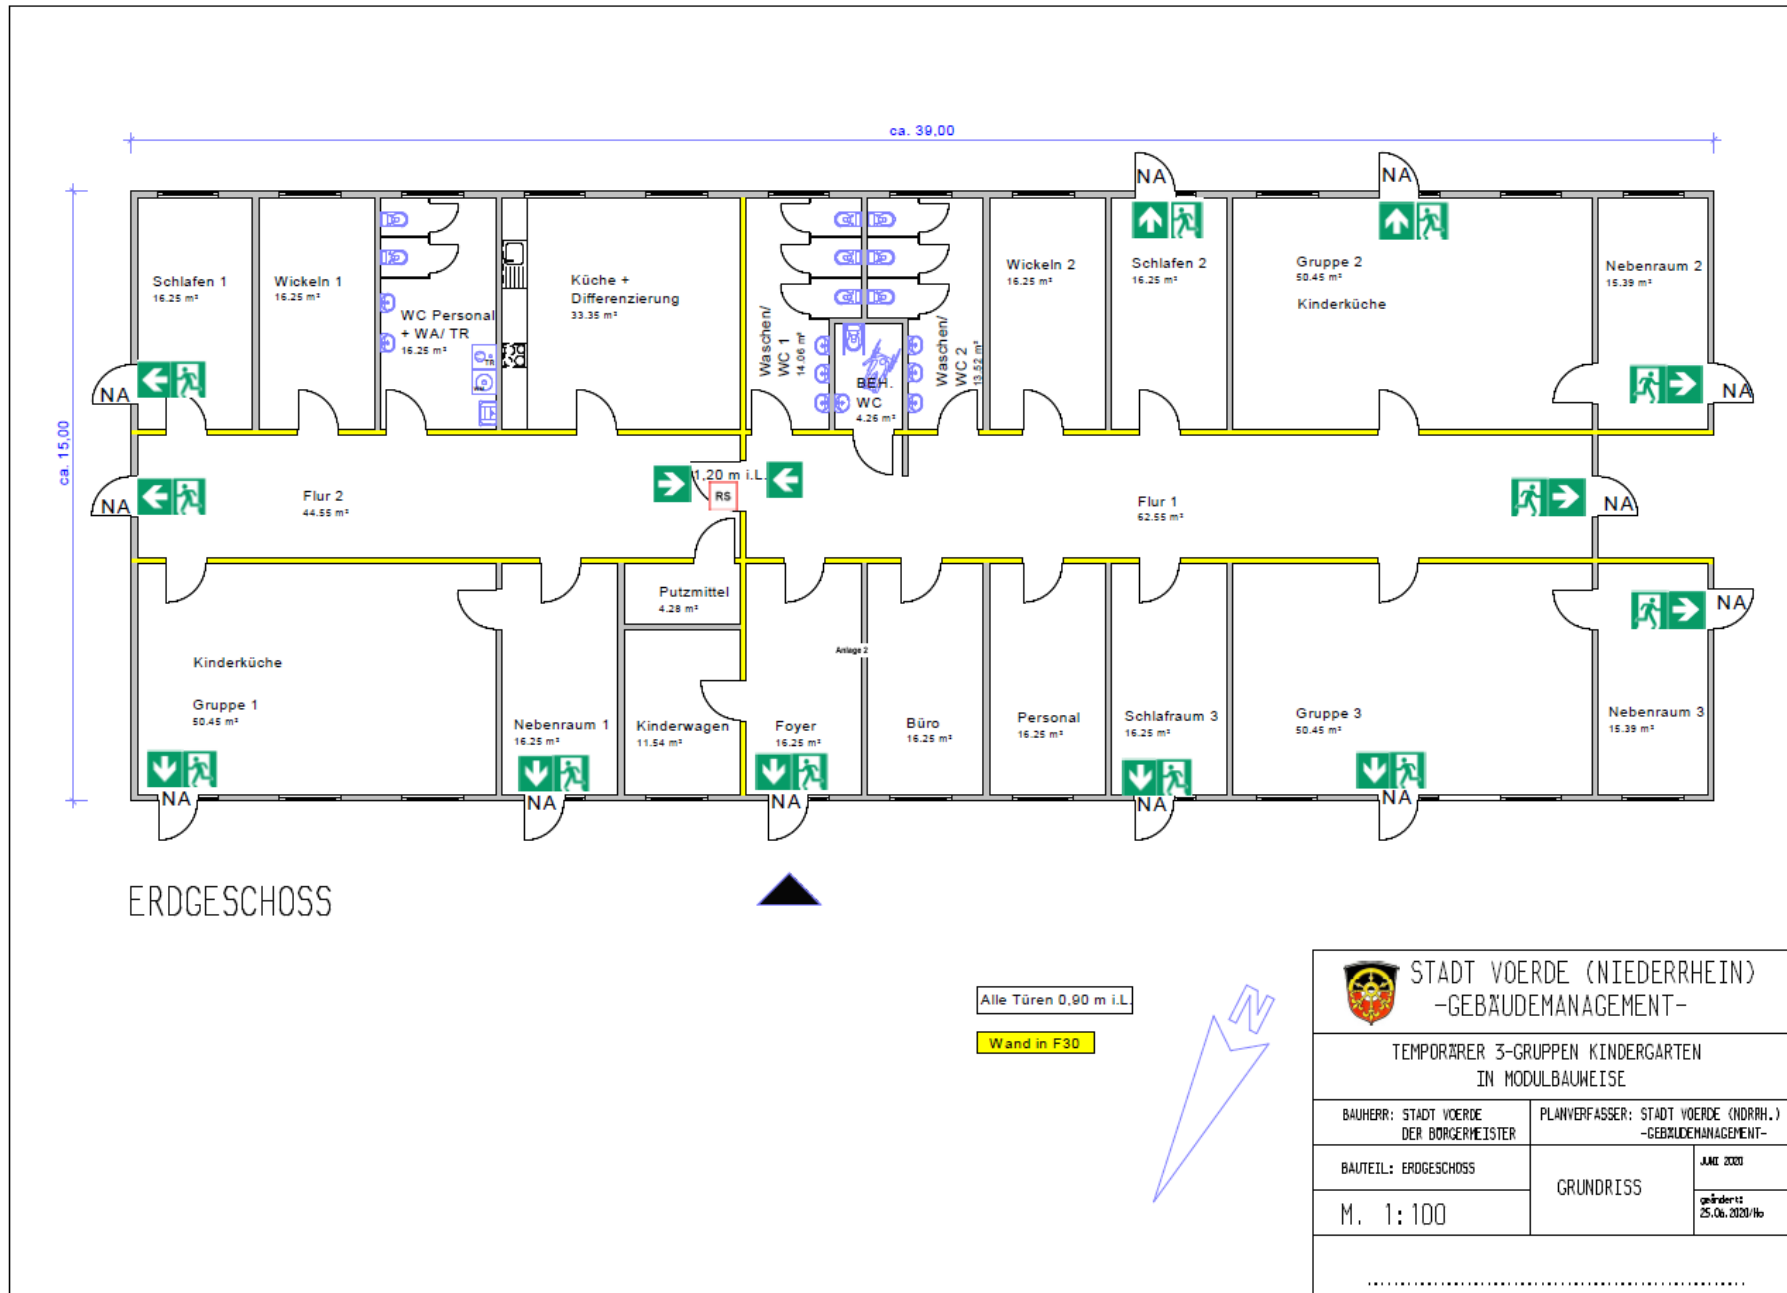 ca. 39,00
ca. 15,00
NA
NA
Schlafen 1
16.25 m²
Wickeln 1
16.25 m²
WC Personal
+ WA/ TR
16.25 m²
TR
WA
Küche +
Differenzierung
33.35 m²
Waschen/
WC 1
14.06 m²
BEH.
WC
4.26 m²
Waschen/
WC 2
13.52 m²
Wickeln 2
16.25 m²
Schlafen 2
16.25 m²
Gruppe 2
50.45 m²
Kinderküche
Nebenraum 2
15.39 m²
NA
NA
NA
Flur 2
44.55 m²
1,20 m i.L.
RS
Flur 1
62.55 m²
NA
NA
Kinderküche
Gruppe 1
50.45 m²
Nebenraum 1
16.25 m²
Putzmittel
4.28 m²
Kinderwagen
11.54 m²
Anlage 2
Foyer
16.25 m²
Büro
16.25 m²
Personal
16.25 m²
Schlafraum 3
16.25 m²
Gruppe 3
50.45 m²
Nebenraum 3
15.39 m²
NA
NA
NA
NA
NA
NA
ERDGESCHOSS
Alle Türen 0,90 m i.L.
Wand in F30
N
STADT VOERDE (NIEDERRHEIN)
-GEBÄUDEMANAGEMENT-
TEMPORÄRER 3-GRUPPEN KINDERGARTEN
IN MODULBAUWEISE
BAUHERR: STADT VOERDE
DER BÜRGERMEISTER
PLANVERFASSER: STADT VOERDE (NDRRH.)
-GEBÄUDEMANAGEMENT-
BAUTEIL: ERDGESCHOSS
GRUNDRISS
JUNI 2020
geändert:
25.06.2020/Ho
M. 1:100